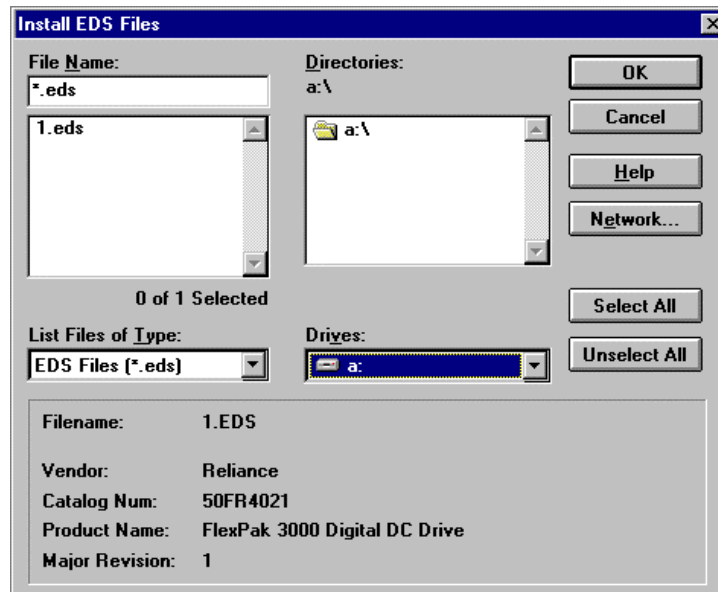 Install EDS Files
File Name:
*.eds
1.eds
0 of 1 Selected
List Files of Type:
EDS Files (*.eds)
Directories:
a:\
a:\
Drives:
a:
OK
Cancel
Help
Network...
Select All
Unselect All
Filename: 1.EDS
Vendor: Reliance
Catalog Num: 50FR4021
Product Name: FlexPak 3000 Digital DC Drive
Major Revision: 1